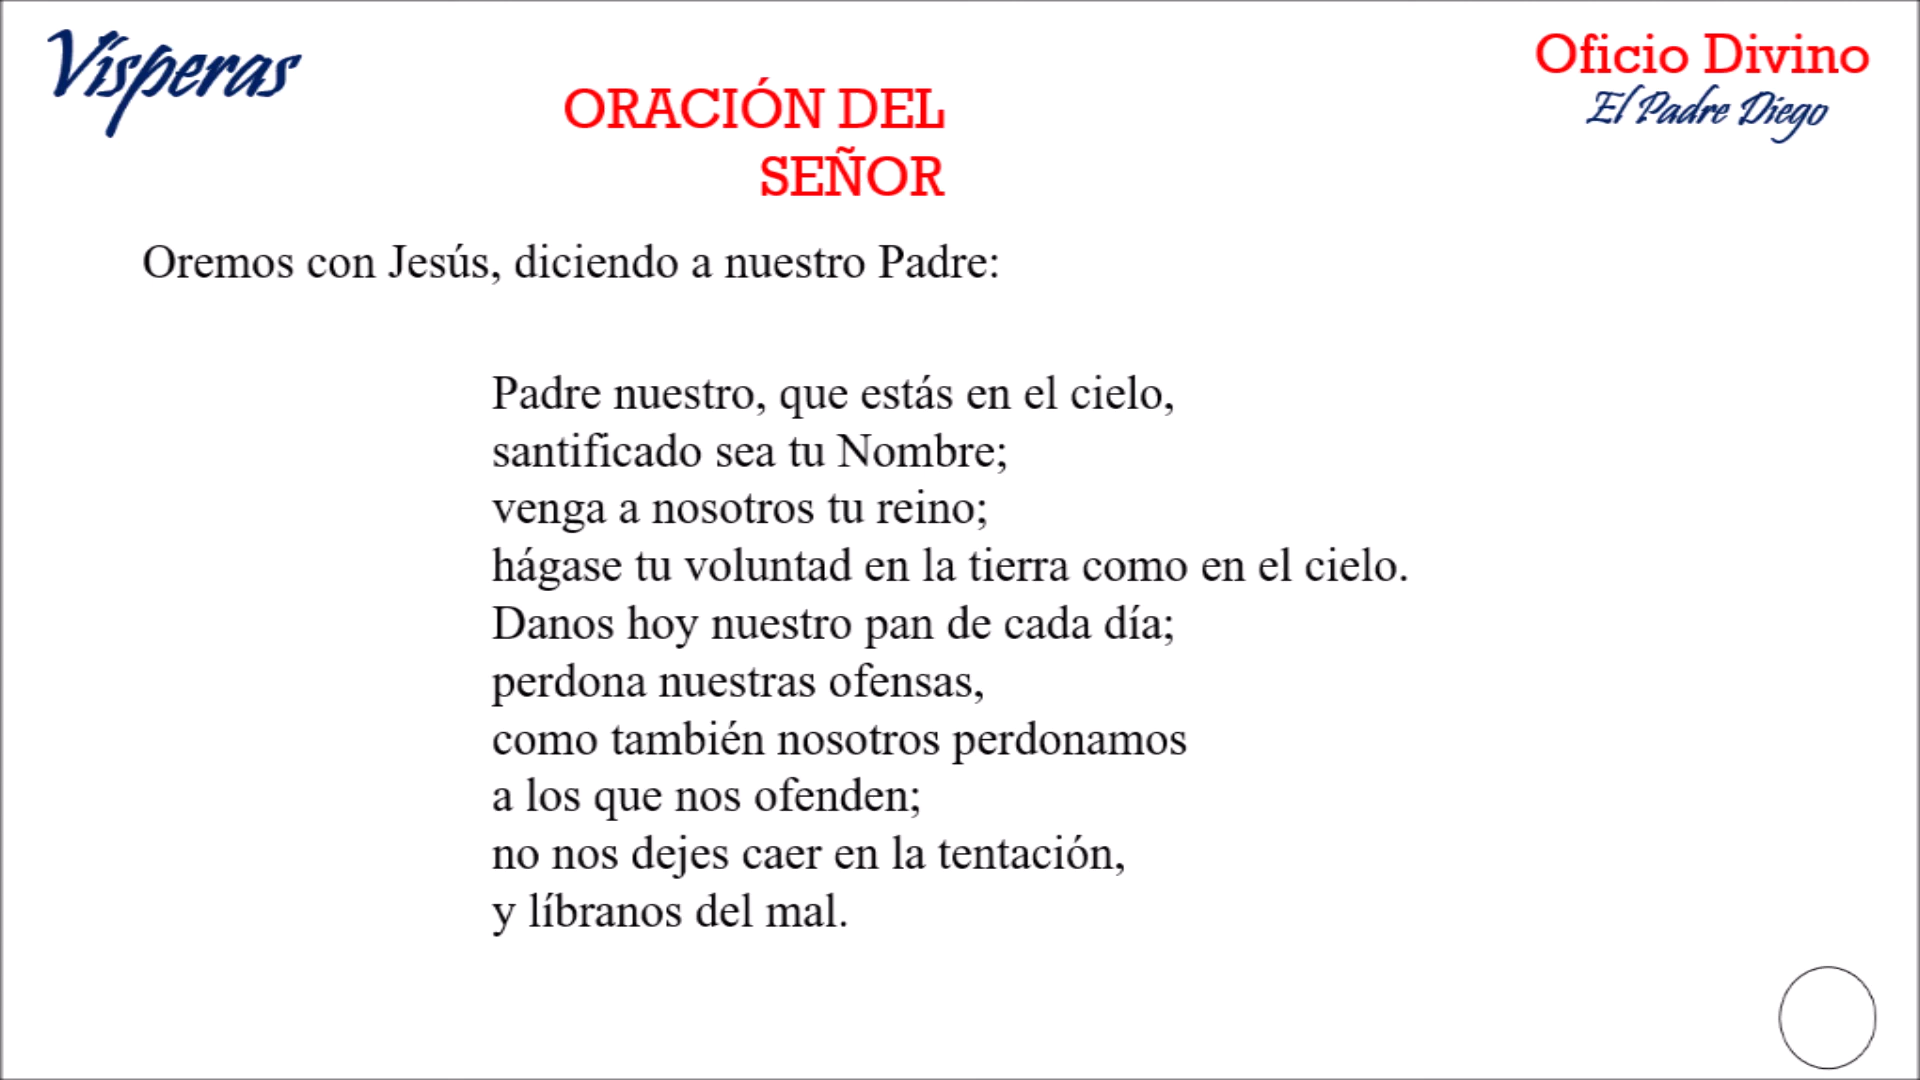 Vísperas
Oficio Divino
El Padre Diego
ORACIÓN DEL
SEÑOR
Oremos con Jesús, diciendo a nuestro Padre:
Padre nuestro, que estás en el cielo,
santificado sea tu Nombre;
venga a nosotros tu reino;
hágase tu voluntad en la tierra como en el cielo.
Danos hoy nuestro pan de cada día;
perdona nuestras ofensas,
como también nosotros perdonamos
a los que nos ofenden;
no nos dejes caer en la tentación,
y líbranos del mal.